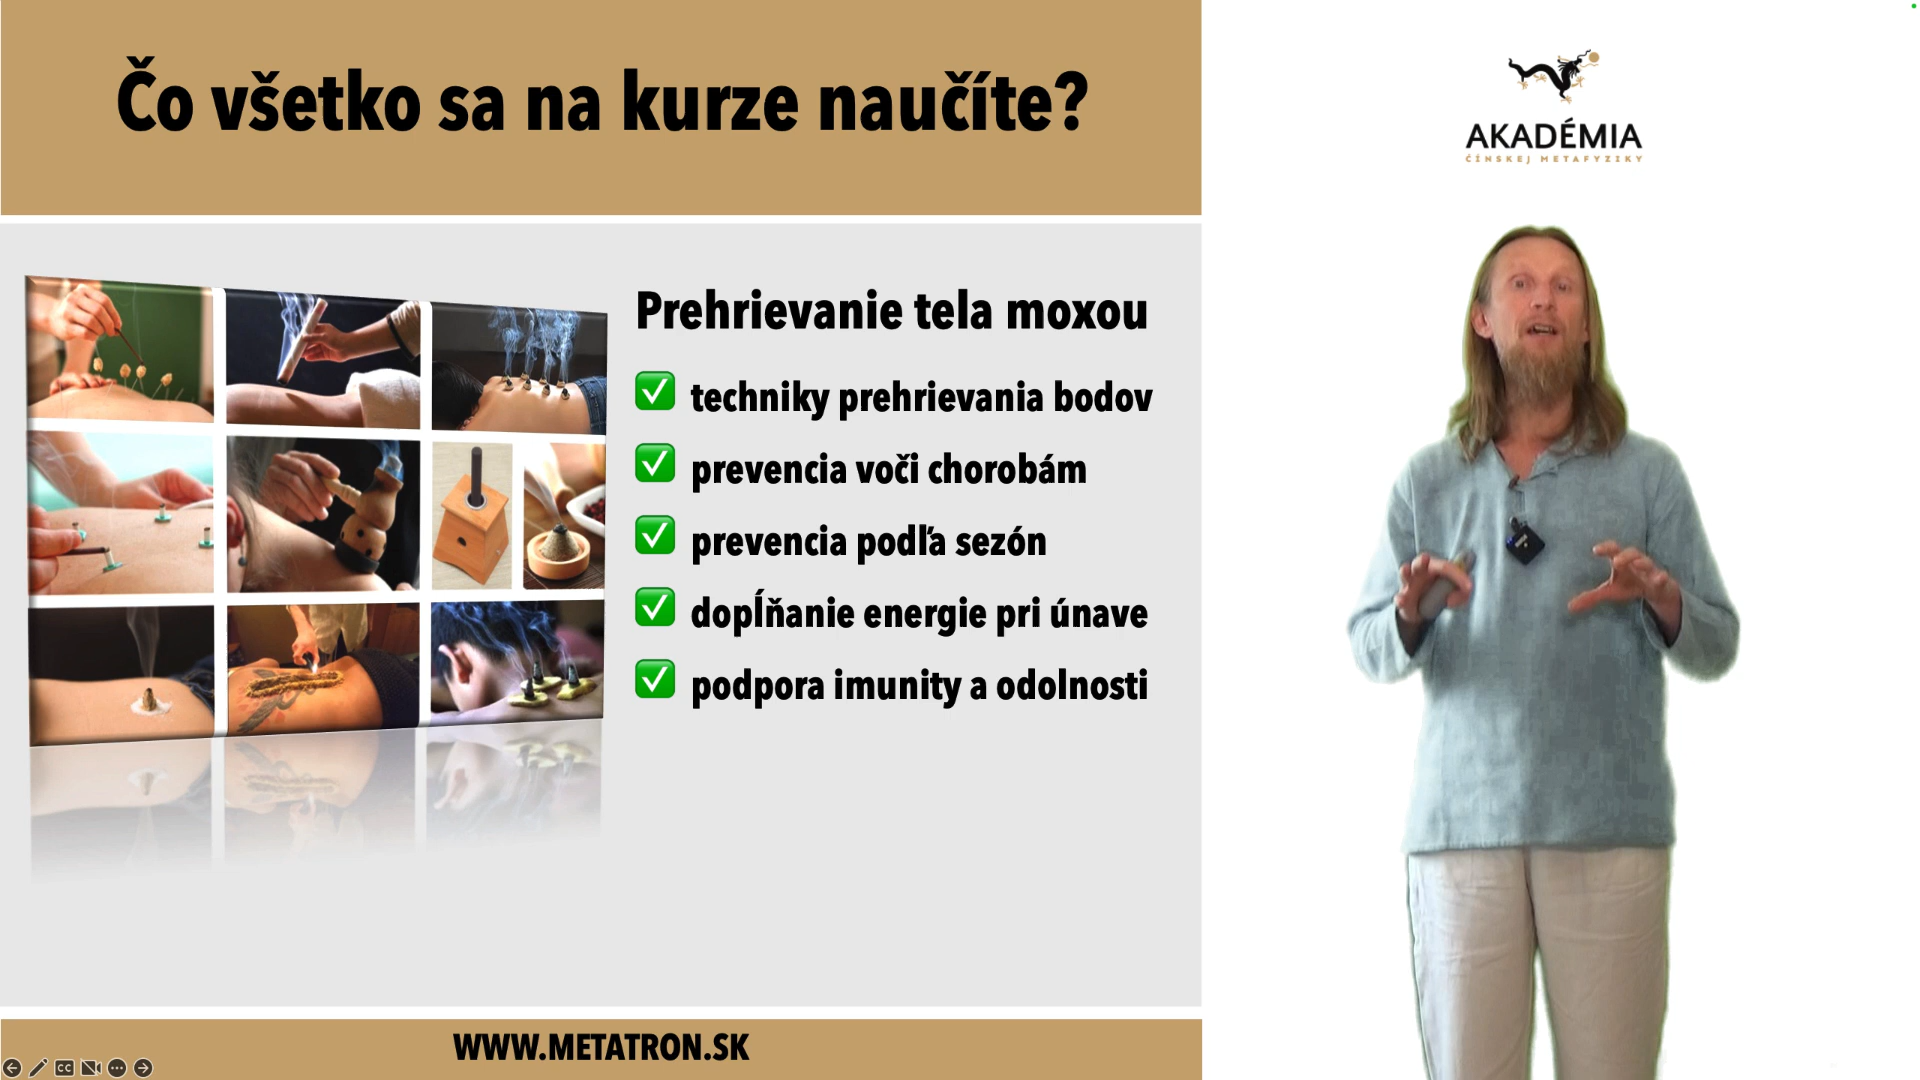 Čo všetko sa na kurze naučíte?
AKADÉMIA
ČÍNSKEJ METAFYZIKY
Prehrievanie tela moxou
✅ techniky prehrievania bodov
✅ prevencia voči chorobám
✅ prevencia podľa sezón
✅ dopĺňanie energie pri únave
✅ podpora imunity a odolnosti
WWW.METATRON.SK
CC